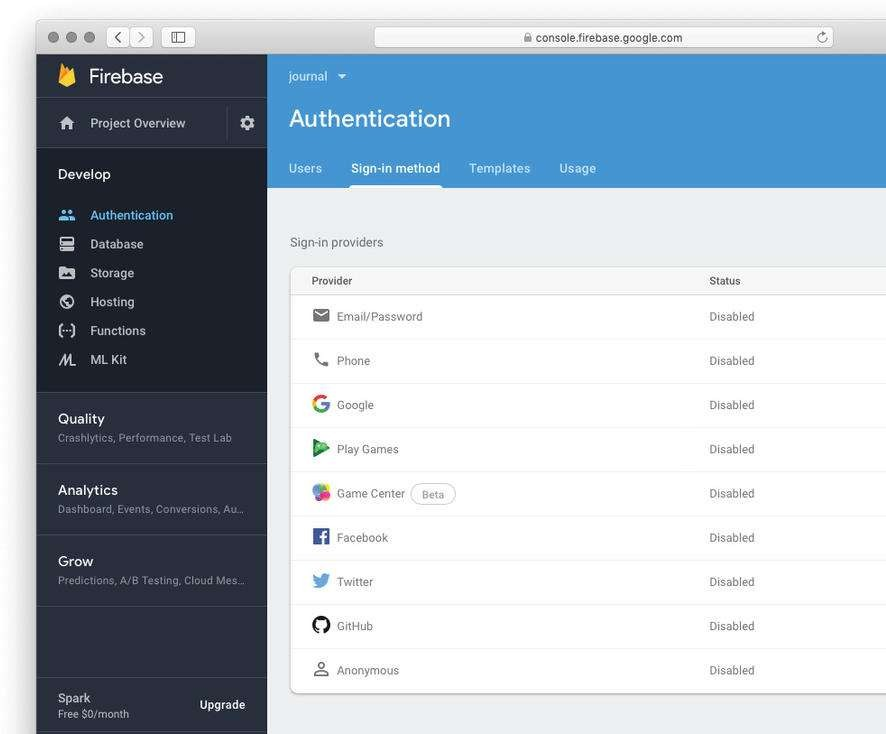 console.firebase.google.com
Firebase
Project Overview
Develop
Authentication
Database
Storage
Hosting
Functions
ML Kit
Quality
Crashlytics, Performance, Test Lab
Analytics
Dashboard, Events, Conversions, Au...
Grow
Predictions, A/B Testing, Cloud Mes...
Spark
Free $0/month
Upgrade
journal
Authentication
Users Sign-in method Templates Usage
Sign-in providers
Provider Status
Email/Password Disabled
Phone Disabled
Google Disabled
Play Games Disabled
Game Center Beta Disabled
Facebook Disabled
Twitter Disabled
GitHub Disabled
Anonymous Disabled